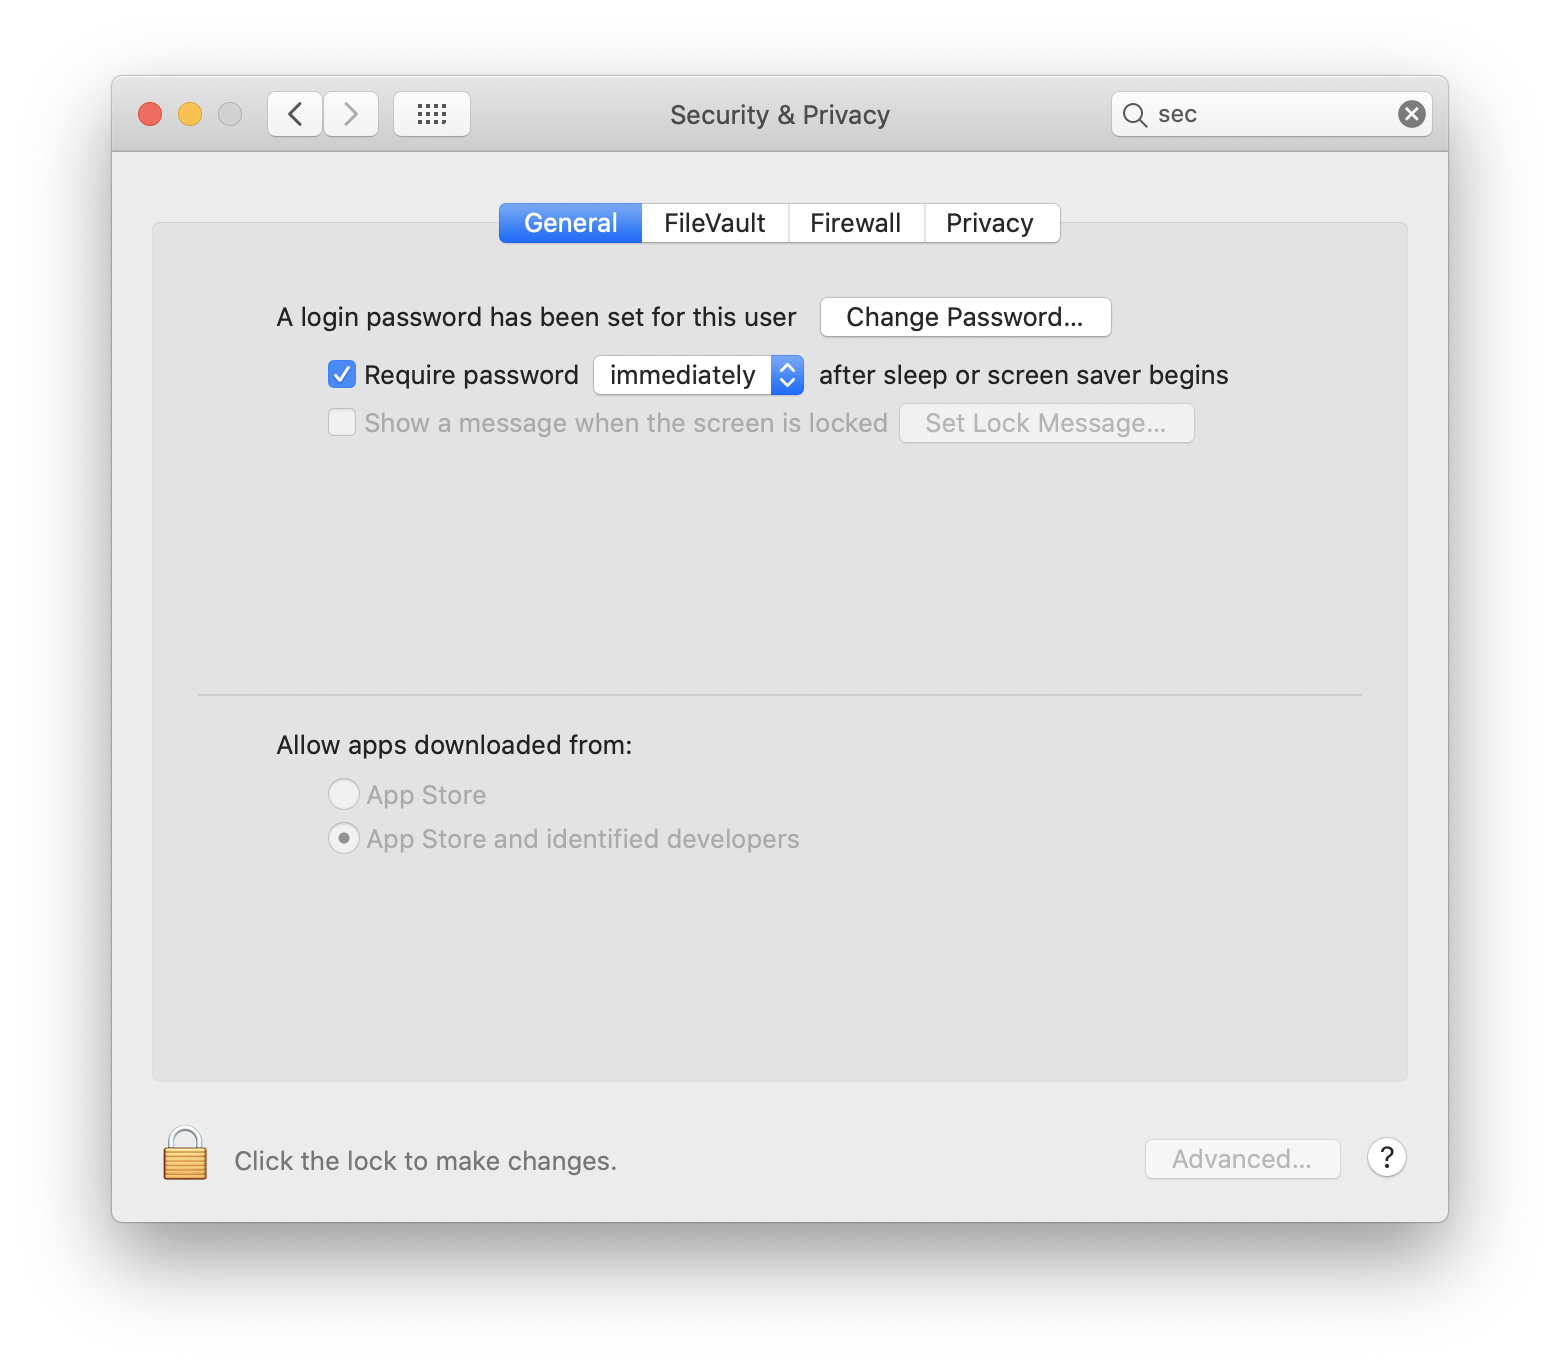 Security & Privacy
sec
General FileVault Firewall Privacy
A login password has been set for this user Change Password...
Require password immediately after sleep or screen saver begins
Show a message when the screen is locked Set Lock Message...
Allow apps downloaded from:
App Store
App Store and identified developers
Click the lock to make changes.
Advanced...
?